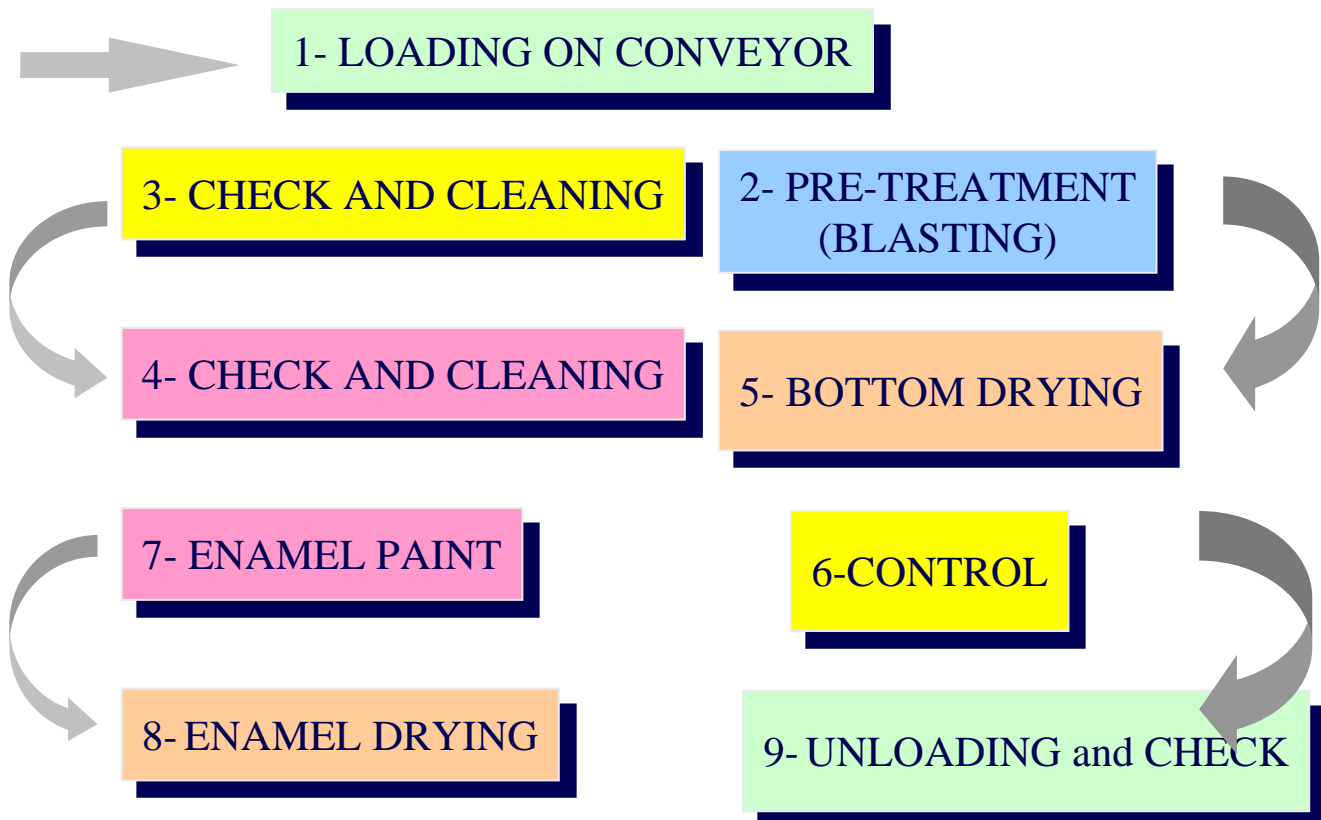 1- LOADING ON CONVEYOR
3- CHECK AND CLEANING
2- PRE-TREATMENT
(BLASTING)
4- CHECK AND CLEANING
5- BOTTOM DRYING
7- ENAMEL PAINT
6-CONTROL
8- ENAMEL DRYING
9- UNLOADING and CHECK